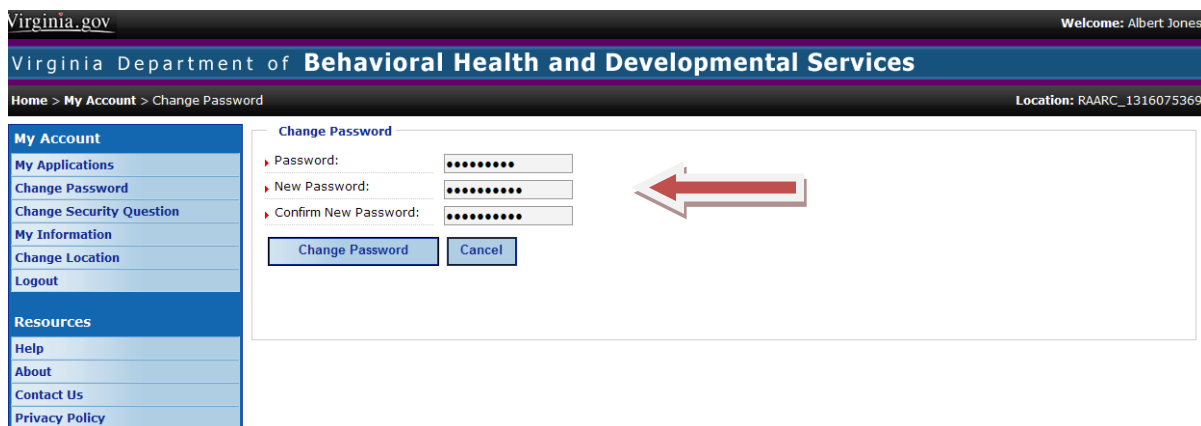 Virginia.gov
Welcome: Albert Jones
Virginia Department of Behavioral Health and Developmental Services
Home > My Account > Change Password
Location: RAARC_1316075369
My Account
My Applications
Change Password
Change Security Question
My Information
Change Location
Logout
Resources
Help
About
Contact Us
Privacy Policy
Change Password
Password: •••••••••
New Password: ••••••••••
Confirm New Password: ••••••••••
Change Password Cancel